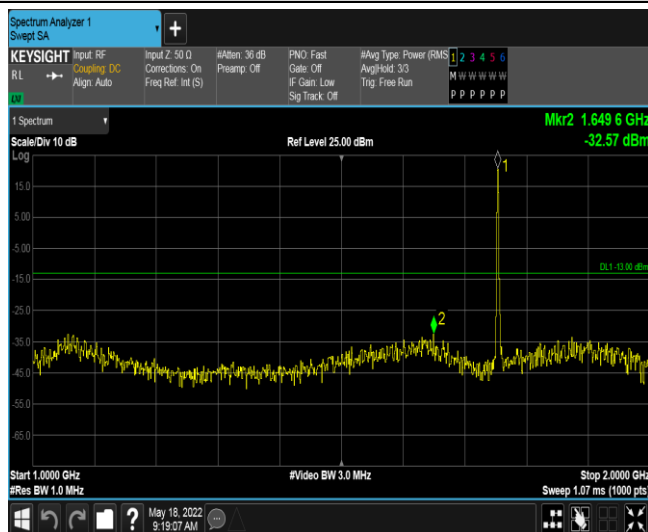 Spectrum Analyzer 1
Swept SA
+
KEYSIGHT Input: RF Input Z: 50 Ω #Atten: 36 dB PNO: Fast #Avg Type: Power (RMS 1 2 3 4 5 6
RL Coupling: DC Corrections: On Preamp: Off Gate: Off Avg|Hold: 3/3 M W W W W W
Align: Auto Freq Ref: Int (S) IF Gain: Low Trig: Free Run
Sig Track: Off P P P P P P
1 Spectrum Mkr2 1.649 6 GHz
Scale/Div 10 dB Ref Level 25.00 dBm -32.57 dBm
Log
1
15.0
5.00
-5.00
DL1 -13.00 dBm
-15.0
-25.0
2
-35.0
-45.0
-55.0
-65.0
Start 1.0000 GHz #Video BW 3.0 MHz Stop 2.0000 GHz
#Res BW 1.0 MHz Sweep 1.07 ms (1000 pts)
? May 18, 2022
9:19:07 AM